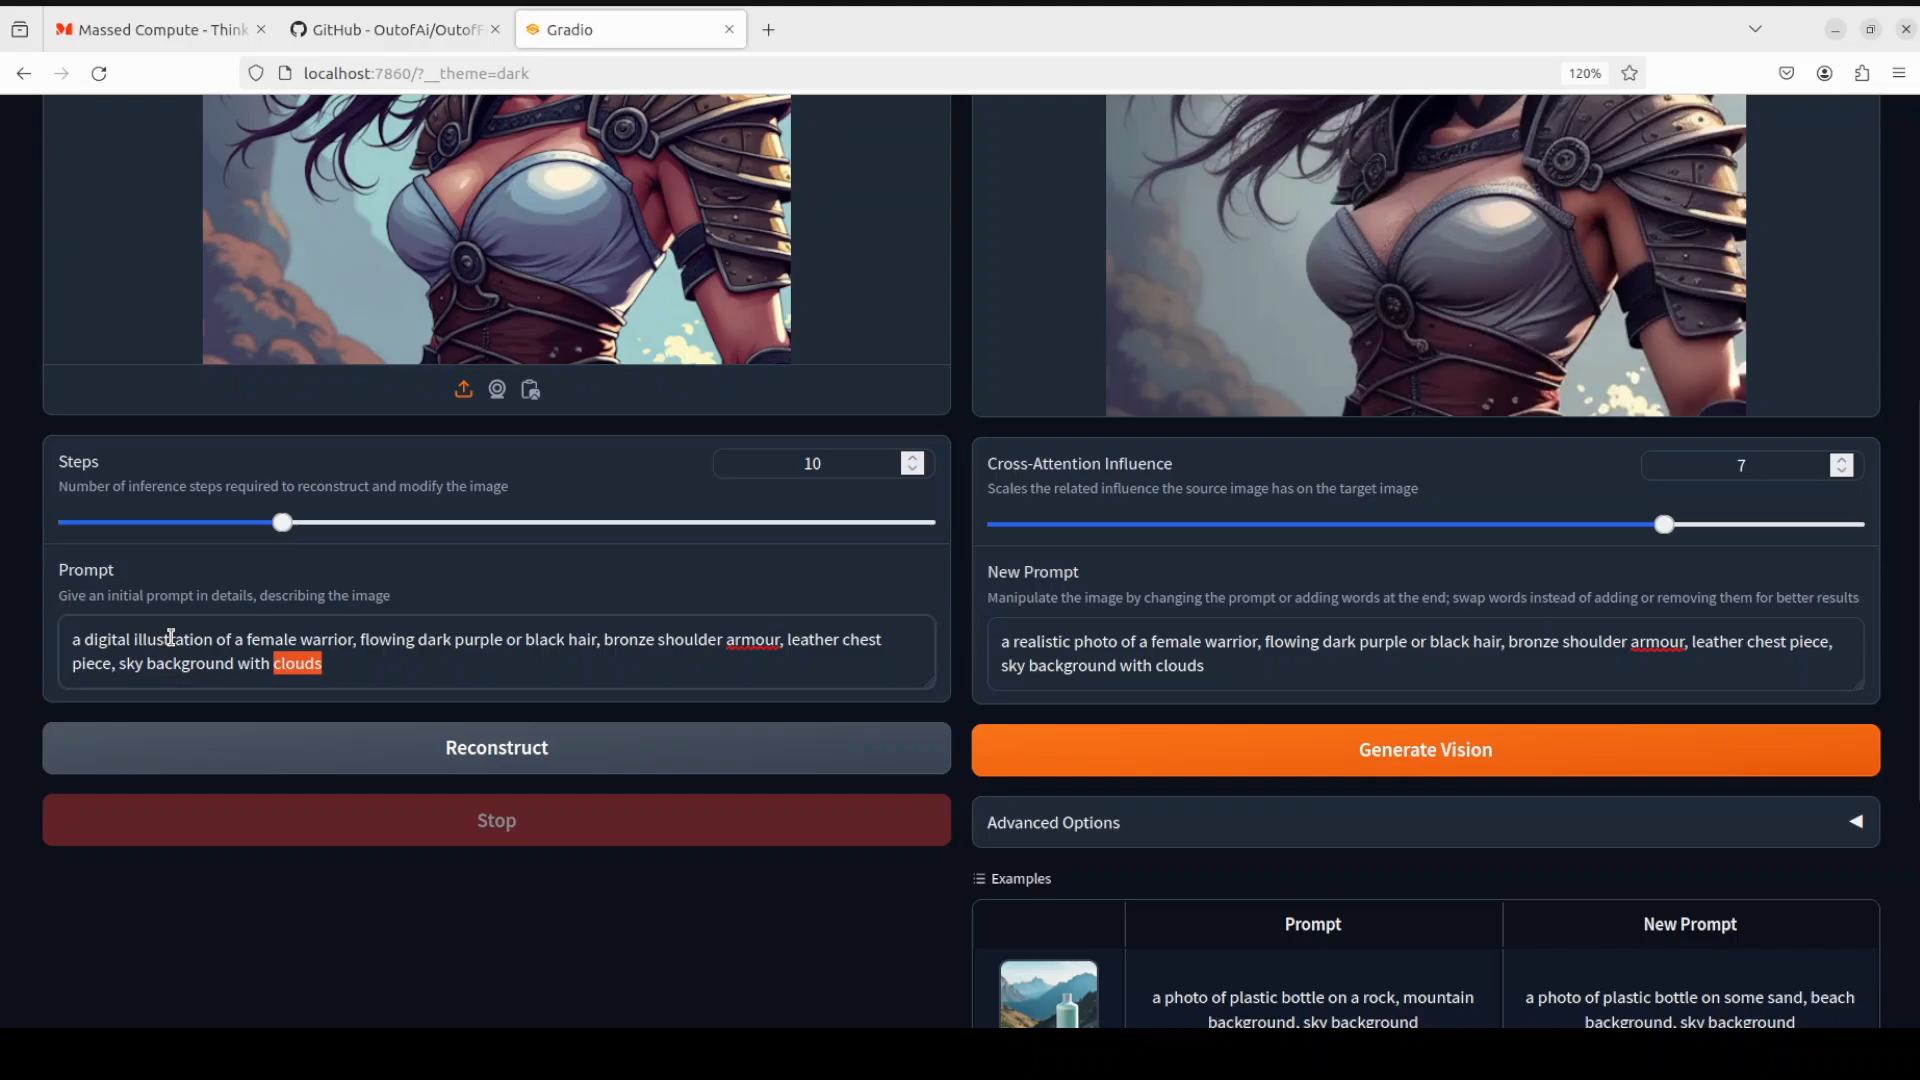 Massed Compute - Think
GitHub - OutofAi/OutofF
Gradio
localhost:7860/?__theme=dark
120%
Steps
10
Number of inference steps required to reconstruct and modify the image
Prompt
Give an initial prompt in details, describing the image
a digital illustration of a female warrior, flowing dark purple or black hair, bronze shoulder armour, leather chest
piece, sky background with clouds
Reconstruct
Stop
Cross-Attention Influence
7
Scales the related influence the source image has on the target image
New Prompt
Manipulate the image by changing the prompt or adding words at the end; swap words instead of adding or removing them for better results
a realistic photo of a female warrior, flowing dark purple or black hair, bronze shoulder armour, leather chest piece,
sky background with clouds
Generate Vision
Advanced Options
Examples
Prompt
New Prompt
a photo of plastic bottle on a rock, mountain
background, sky background
a photo of plastic bottle on some sand, beach
background, sky background